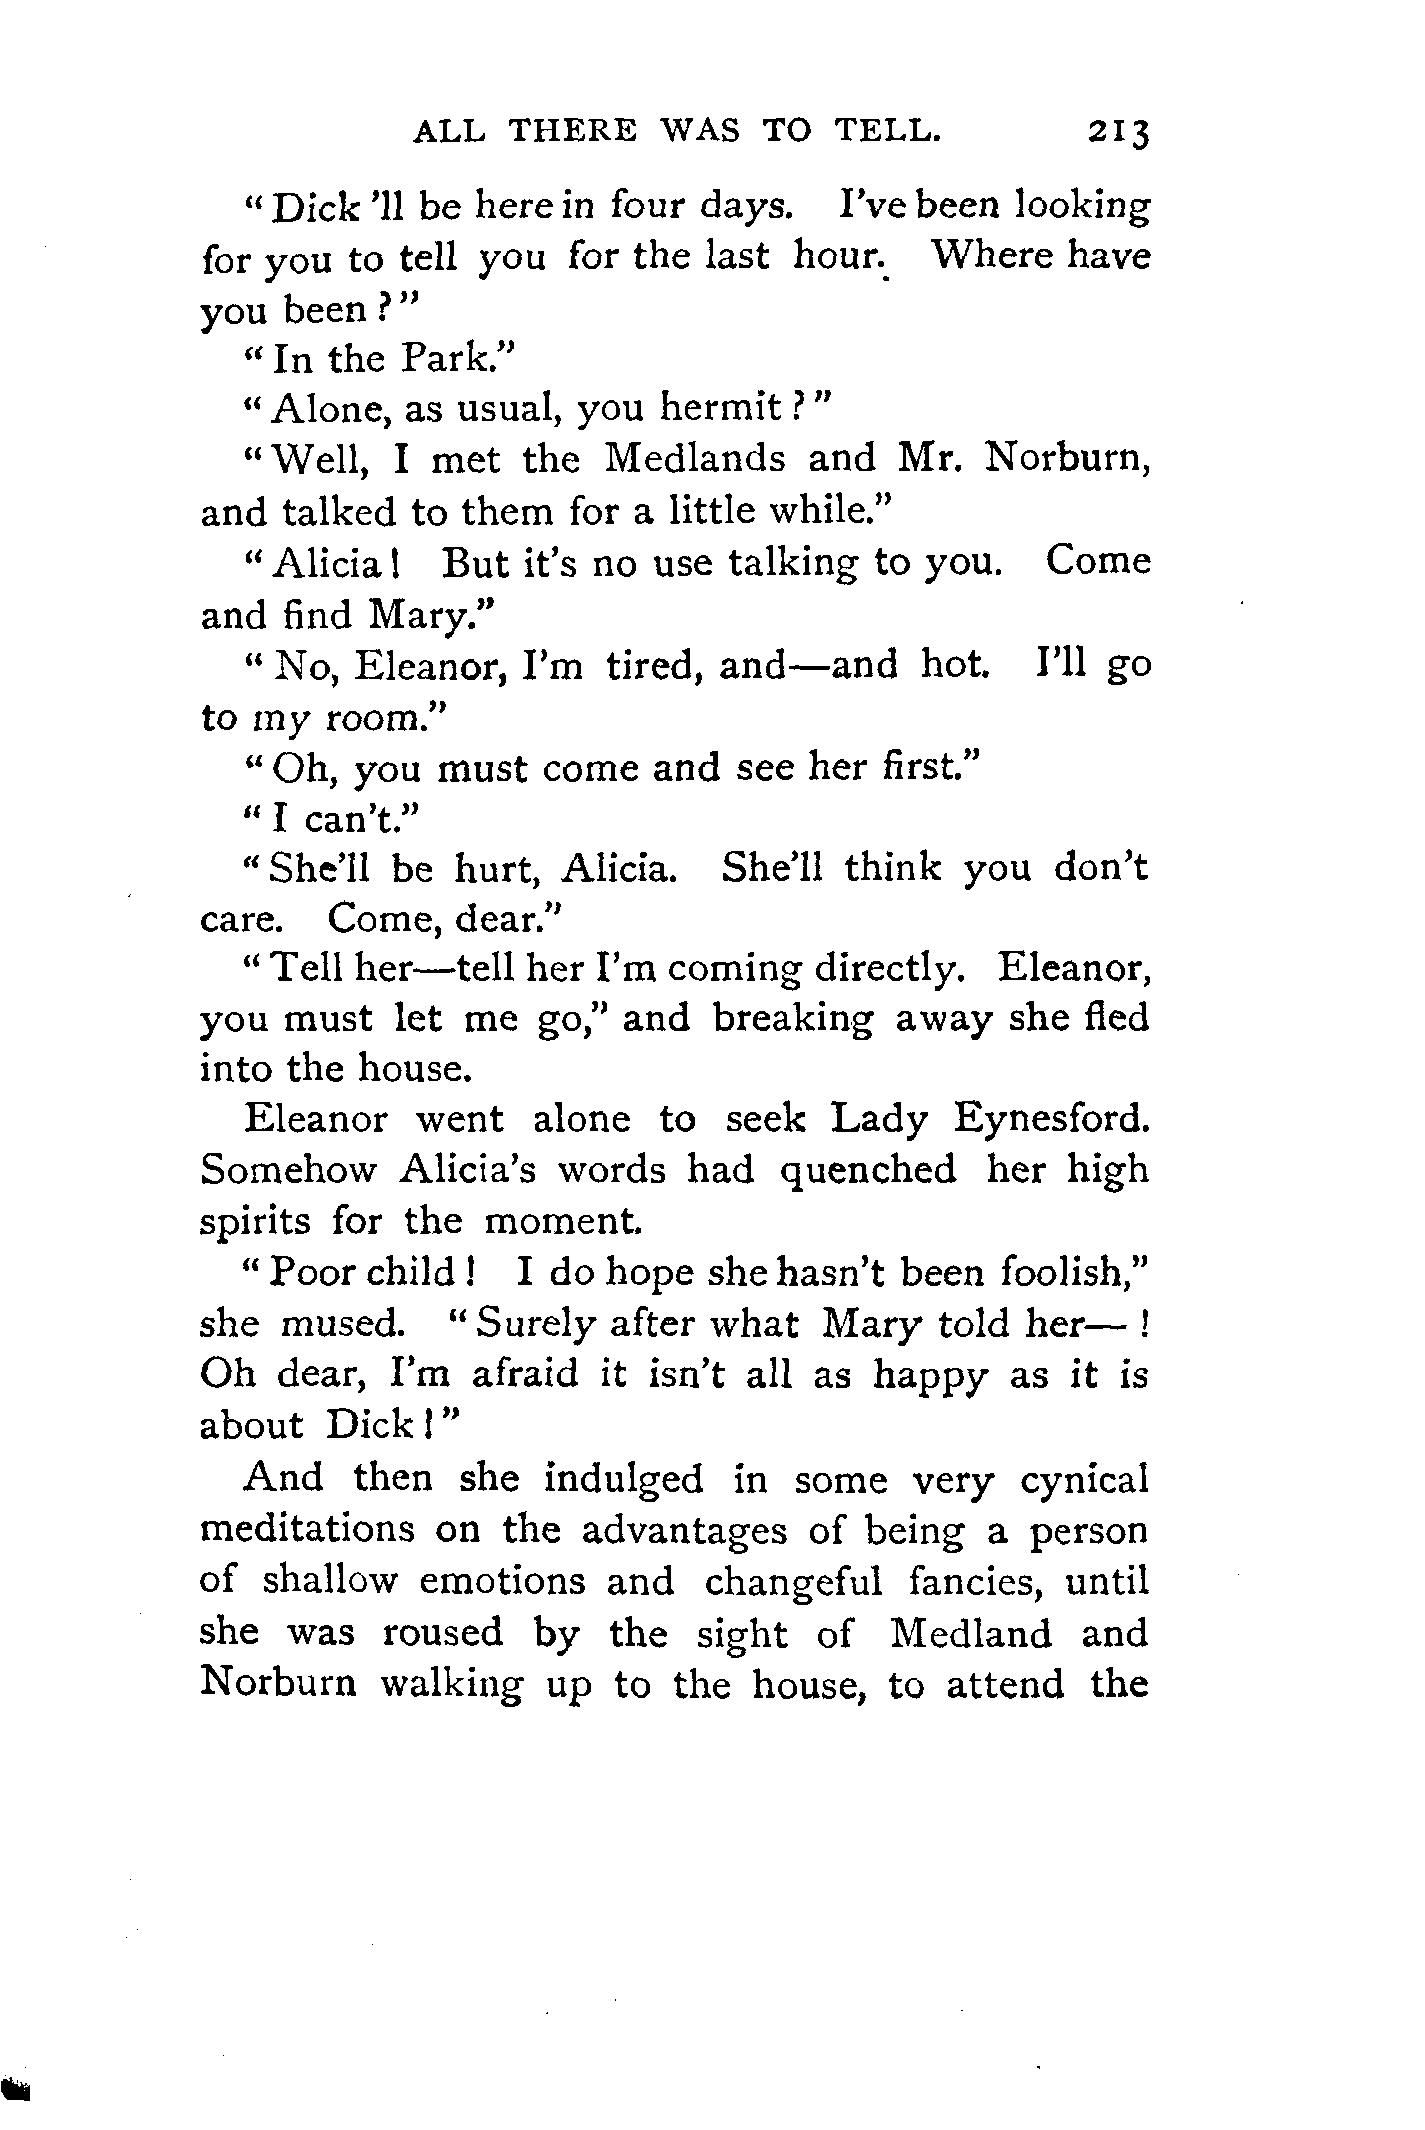 ALL THERE WAS TO TELL. 213
"Dick 'll be here in four days. I've been looking
for you to tell you for the last hour. Where have
you been?"
"In the Park."
"Alone, as usual, you hermit?"
"Well, I met the Medlands and Mr. Norburn,
and talked to them for a little while."
"Alicia! But it's no use talking to you. Come
and find Mary."
"No, Eleanor, I'm tired, and—and hot. I'll go
to my room."
"Oh, you must come and see her first."
"I can't."
"She'll be hurt, Alicia. She'll think you don't
care. Come, dear."
"Tell her—tell her I'm coming directly. Eleanor,
you must let me go," and breaking away she fled
into the house.
Eleanor went alone to seek Lady Eynesford.
Somehow Alicia's words had quenched her high
spirits for the moment.
"Poor child! I do hope she hasn't been foolish,"
she mused. "Surely after what Mary told her— !
Oh dear, I'm afraid it isn't all as happy as it is
about Dick!"
And then she indulged in some very cynical
meditations on the advantages of being a person
of shallow emotions and changeful fancies, until
she was roused by the sight of Medland and
Norburn walking up to the house, to attend the